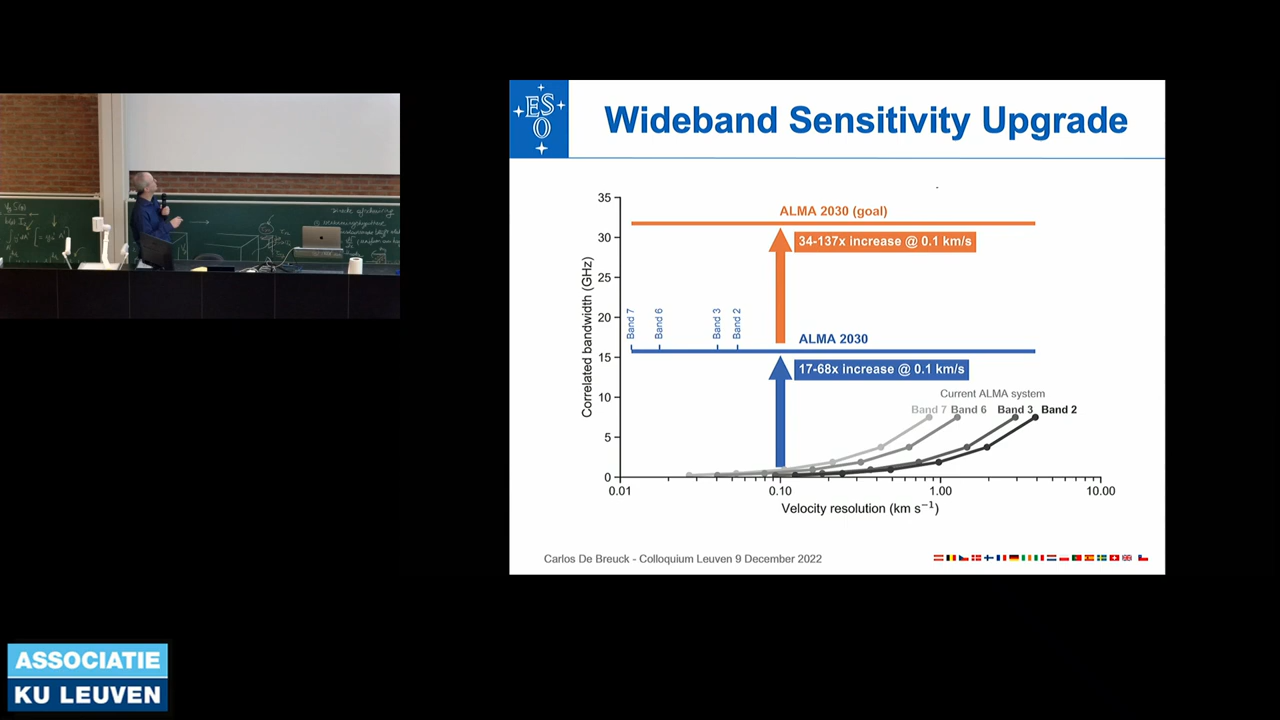 ESO
Wideband Sensitivity Upgrade
35
30
25
20
15
10
5
0
Correlated bandwidth (GHz)
ALMA 2030 (goal)
34-137x increase @ 0.1 km/s
Band 7
Band 6
Band 3
Band 2
ALMA 2030
17-68x increase @ 0.1 km/s
Current ALMA system
Band 7 Band 6 Band 3 Band 2
0.01 0.10 1.00 10.00
Velocity resolution (km s⁻¹)
Carlos De Breuck - Colloquium Leuven 9 December 2022
ASSOCIATIE
KU LEUVEN